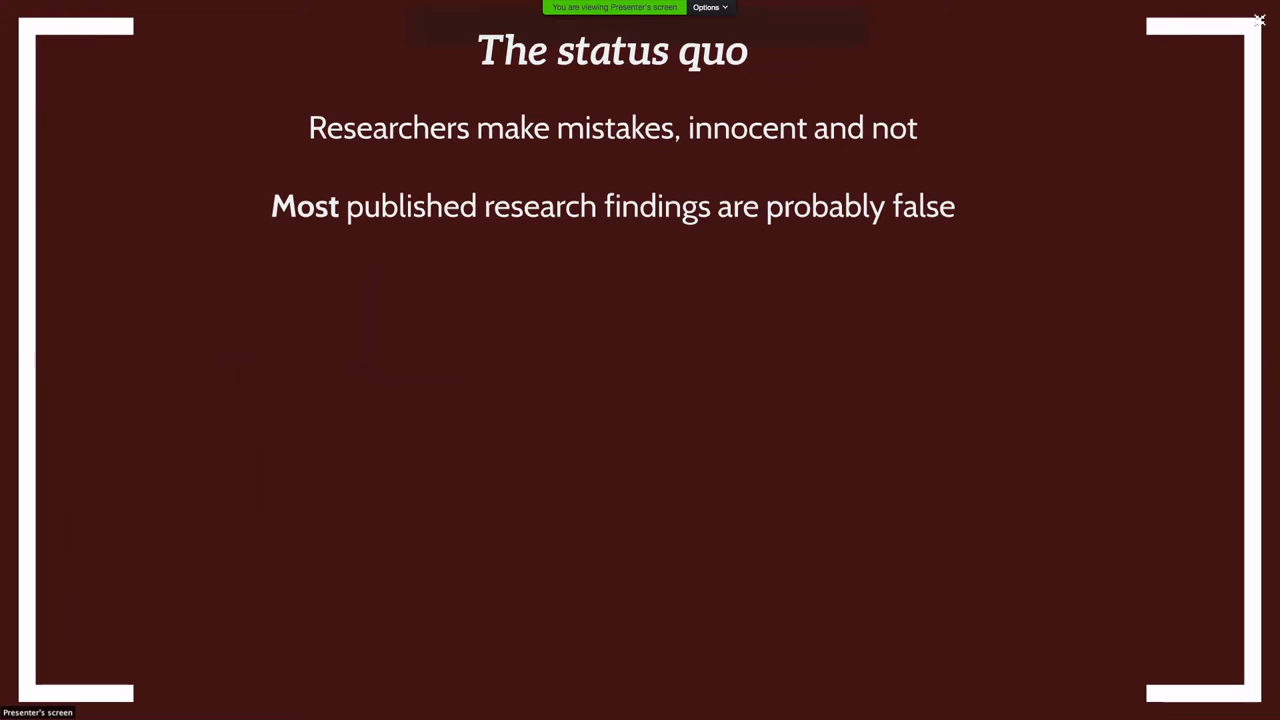 You are viewing Presenter's screen Options
The status quo
Researchers make mistakes, innocent and not
Most published research findings are probably false
Presenter's screen